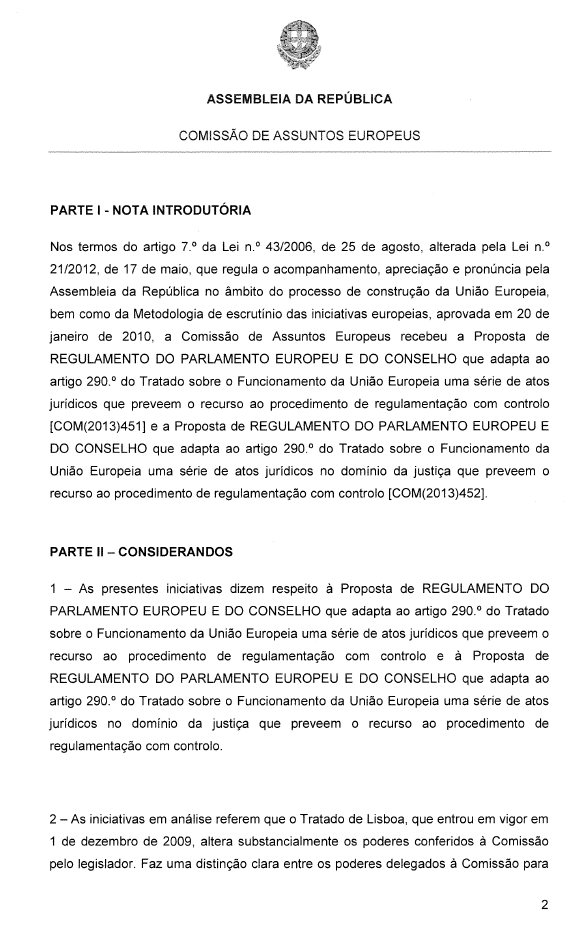 ASSEMBLEIA DA REPÚBLICA
COMISSÃO DE ASSUNTOS EUROPEUS
PARTE I - NOTA INTRODUTÓRIA
Nos termos do artigo 7.º da Lei n.º 43/2006, de 25 de agosto, alterada pela Lei n.º
21/2012, de 17 de maio, que regula o acompanhamento, apreciação e pronúncia pela
Assembleia da República no âmbito do processo de construção da União Europeia,
bem como da Metodologia de escrutínio das iniciativas europeias, aprovada em 20 de
janeiro de 2010, a Comissão de Assuntos Europeus recebeu a Proposta de
REGULAMENTO DO PARLAMENTO EUROPEU E DO CONSELHO que adapta ao
artigo 290.º do Tratado sobre o Funcionamento da União Europeia uma série de atos
jurídicos que preveem o recurso ao procedimento de regulamentação com controlo
[COM(2013)451] e a Proposta de REGULAMENTO DO PARLAMENTO EUROPEU E
DO CONSELHO que adapta ao artigo 290.º do Tratado sobre o Funcionamento da
União Europeia uma série de atos jurídicos no domínio da justiça que preveem o
recurso ao procedimento de regulamentação com controlo [COM(2013)452].
PARTE II – CONSIDERANDOS
1 – As presentes iniciativas dizem respeito à Proposta de REGULAMENTO DO
PARLAMENTO EUROPEU E DO CONSELHO que adapta ao artigo 290.º do Tratado
sobre o Funcionamento da União Europeia uma série de atos jurídicos que preveem o
recurso ao procedimento de regulamentação com controlo e à Proposta de
REGULAMENTO DO PARLAMENTO EUROPEU E DO CONSELHO que adapta ao
artigo 290.º do Tratado sobre o Funcionamento da União Europeia uma série de atos
jurídicos no domínio da justiça que preveem o recurso ao procedimento de
regulamentação com controlo.
2 – As iniciativas em análise referem que o Tratado de Lisboa, que entrou em vigor em
1 de dezembro de 2009, altera substancialmente os poderes conferidos à Comissão
pelo legislador. Faz uma distinção clara entre os poderes delegados à Comissão para
2